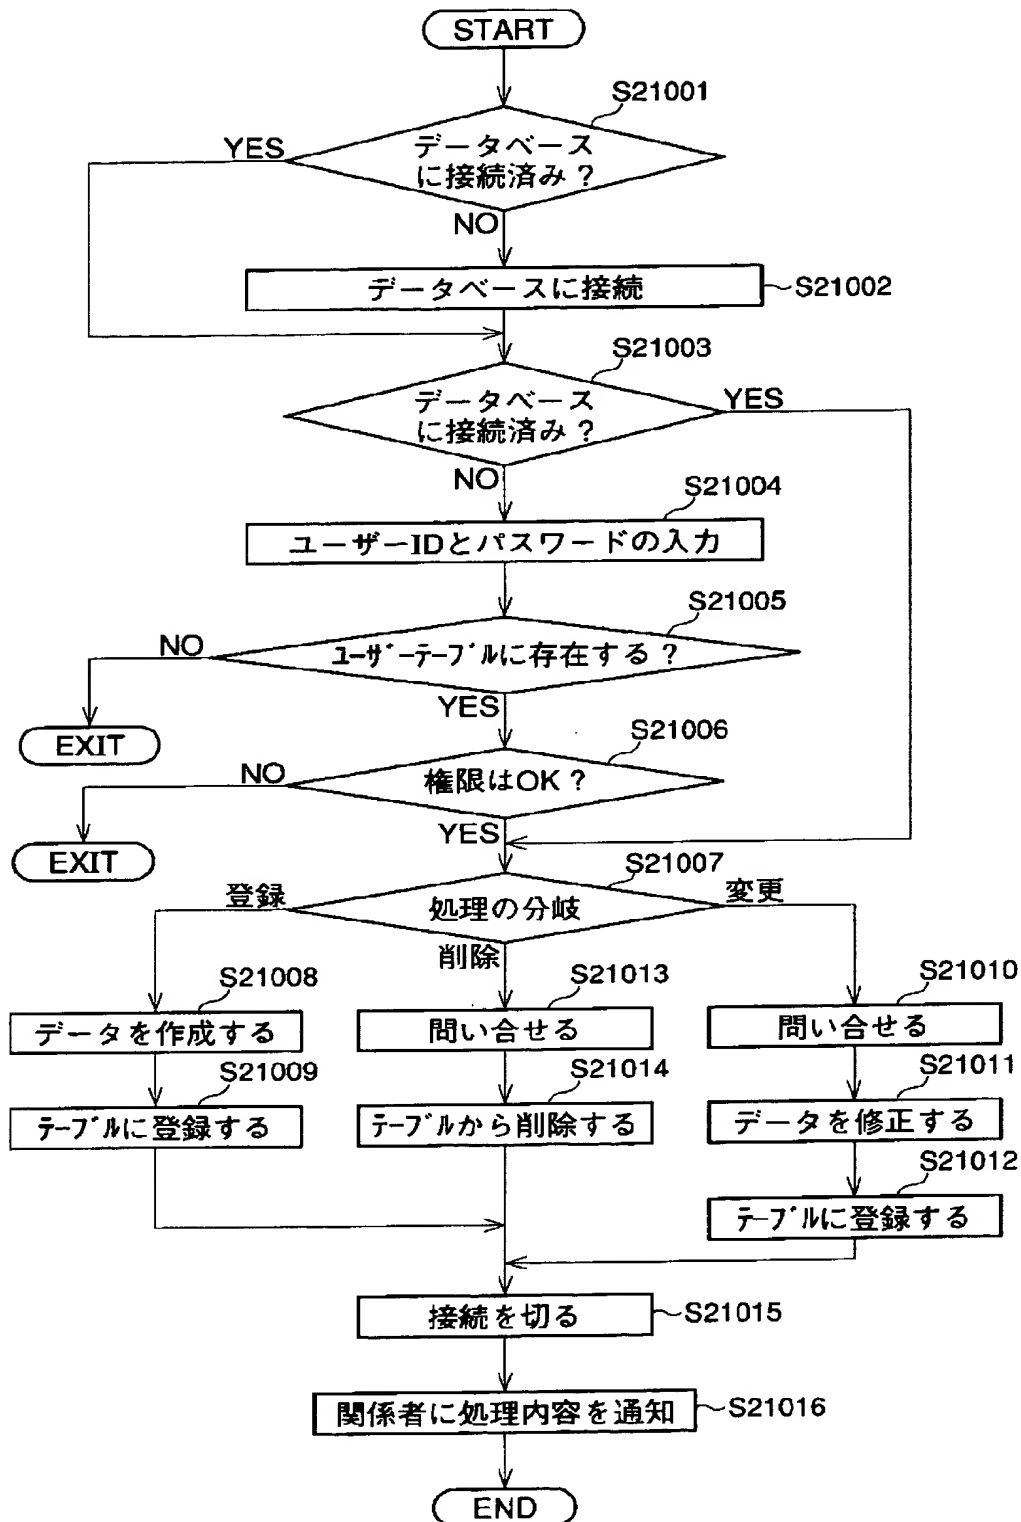 START
S21001
データベース
に接続済み？
YES
NO
データベースに接続
S21002
S21003
データベース
に接続済み？
YES
NO
S21004
ユーザーIDとパスワードの入力
S21005
ﾕｰｻﾞｰﾃｰﾌﾞﾙに存在する？
NO
YES
EXIT
S21006
権限はOK？
NO
YES
EXIT
S21007
処理の分岐
登録
削除
変更
S21008
データを作成する
S21009
ﾃｰﾌﾞﾙに登録する
S21013
問い合せる
S21014
ﾃｰﾌﾞﾙから削除する
S21010
問い合せる
S21011
データを修正する
S21012
ﾃｰﾌﾞﾙに登録する
接続を切る
S21015
関係者に処理内容を通知
S21016
END